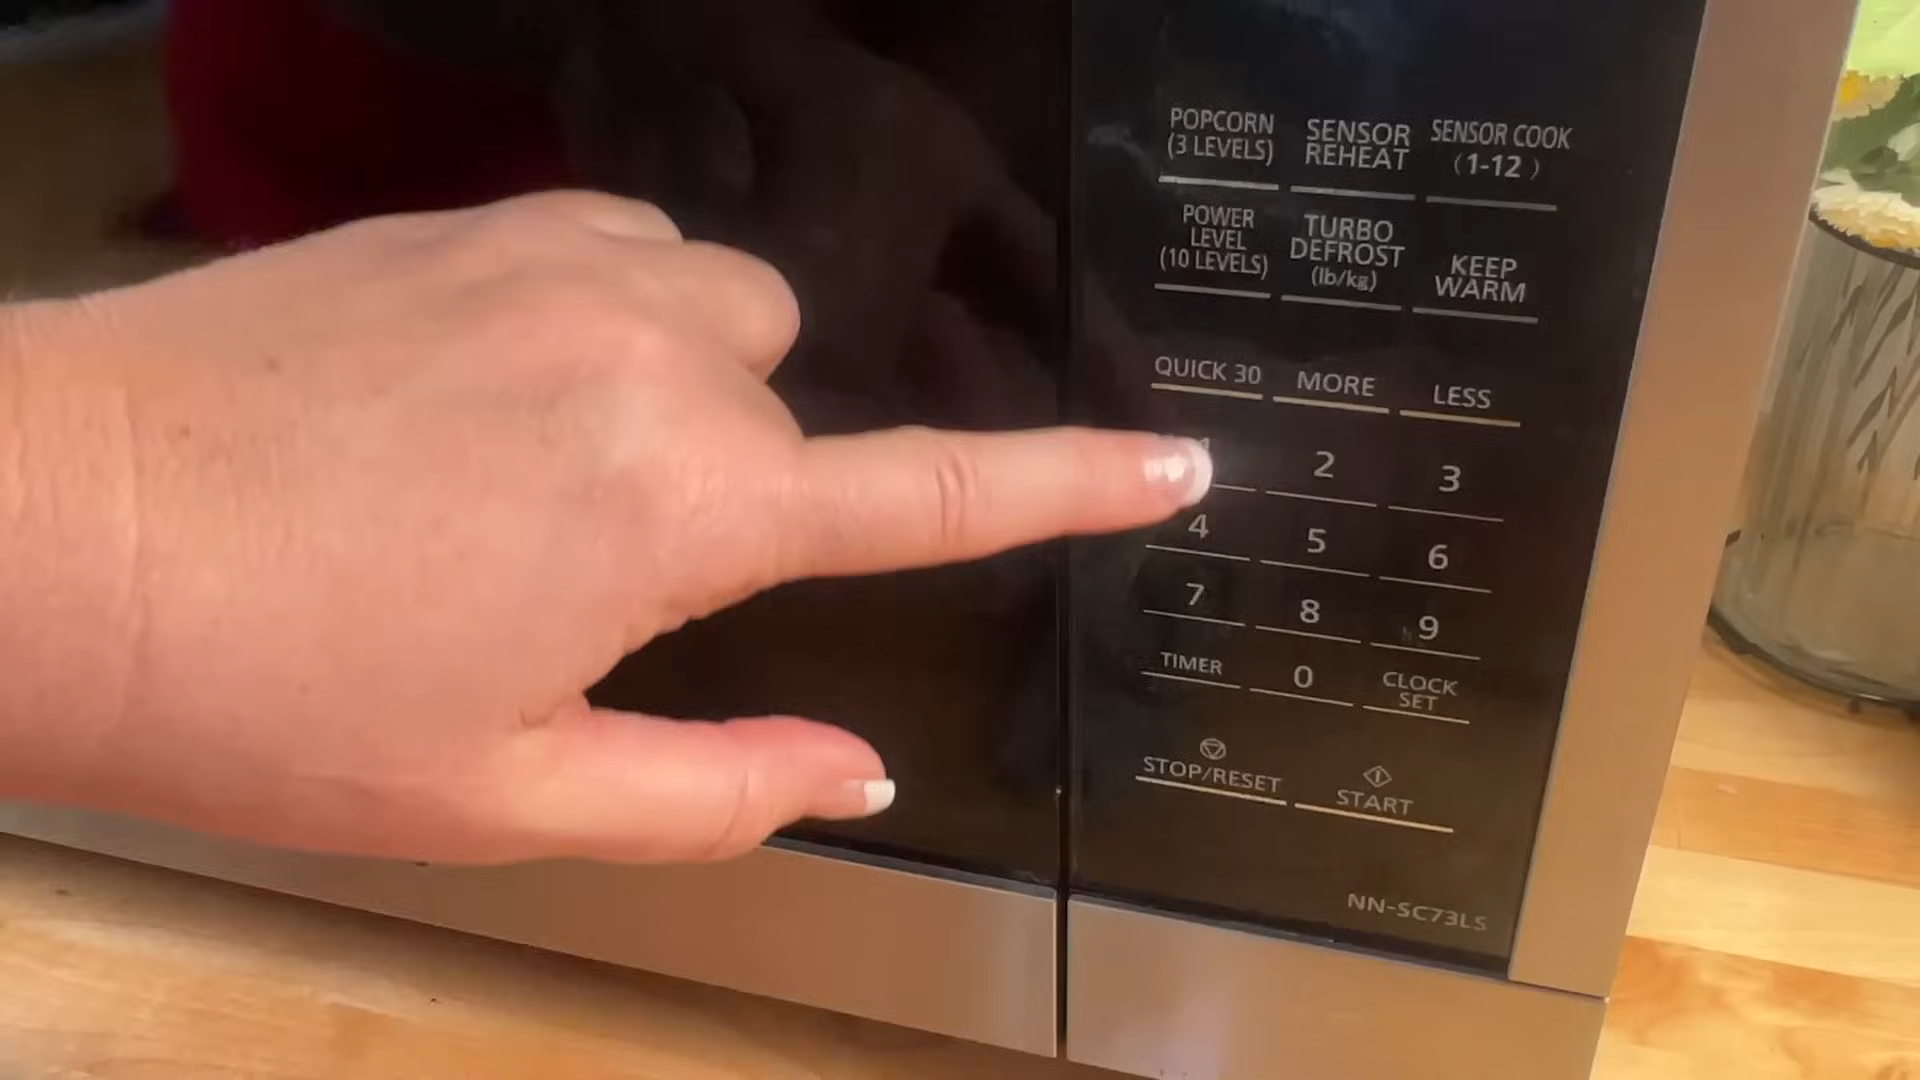 POPCORN
(3 LEVELS)
SENSOR
REHEAT
SENSOR COOK
(1-12)
POWER
LEVEL
(10 LEVELS)
TURBO
DEFROST
(lb/kg)
KEEP
WARM
QUICK 30
MORE
LESS
2
3
4
5
6
7
8
9
TIMER
0
CLOCK
SET
STOP/RESET
START
NN-SC73LS